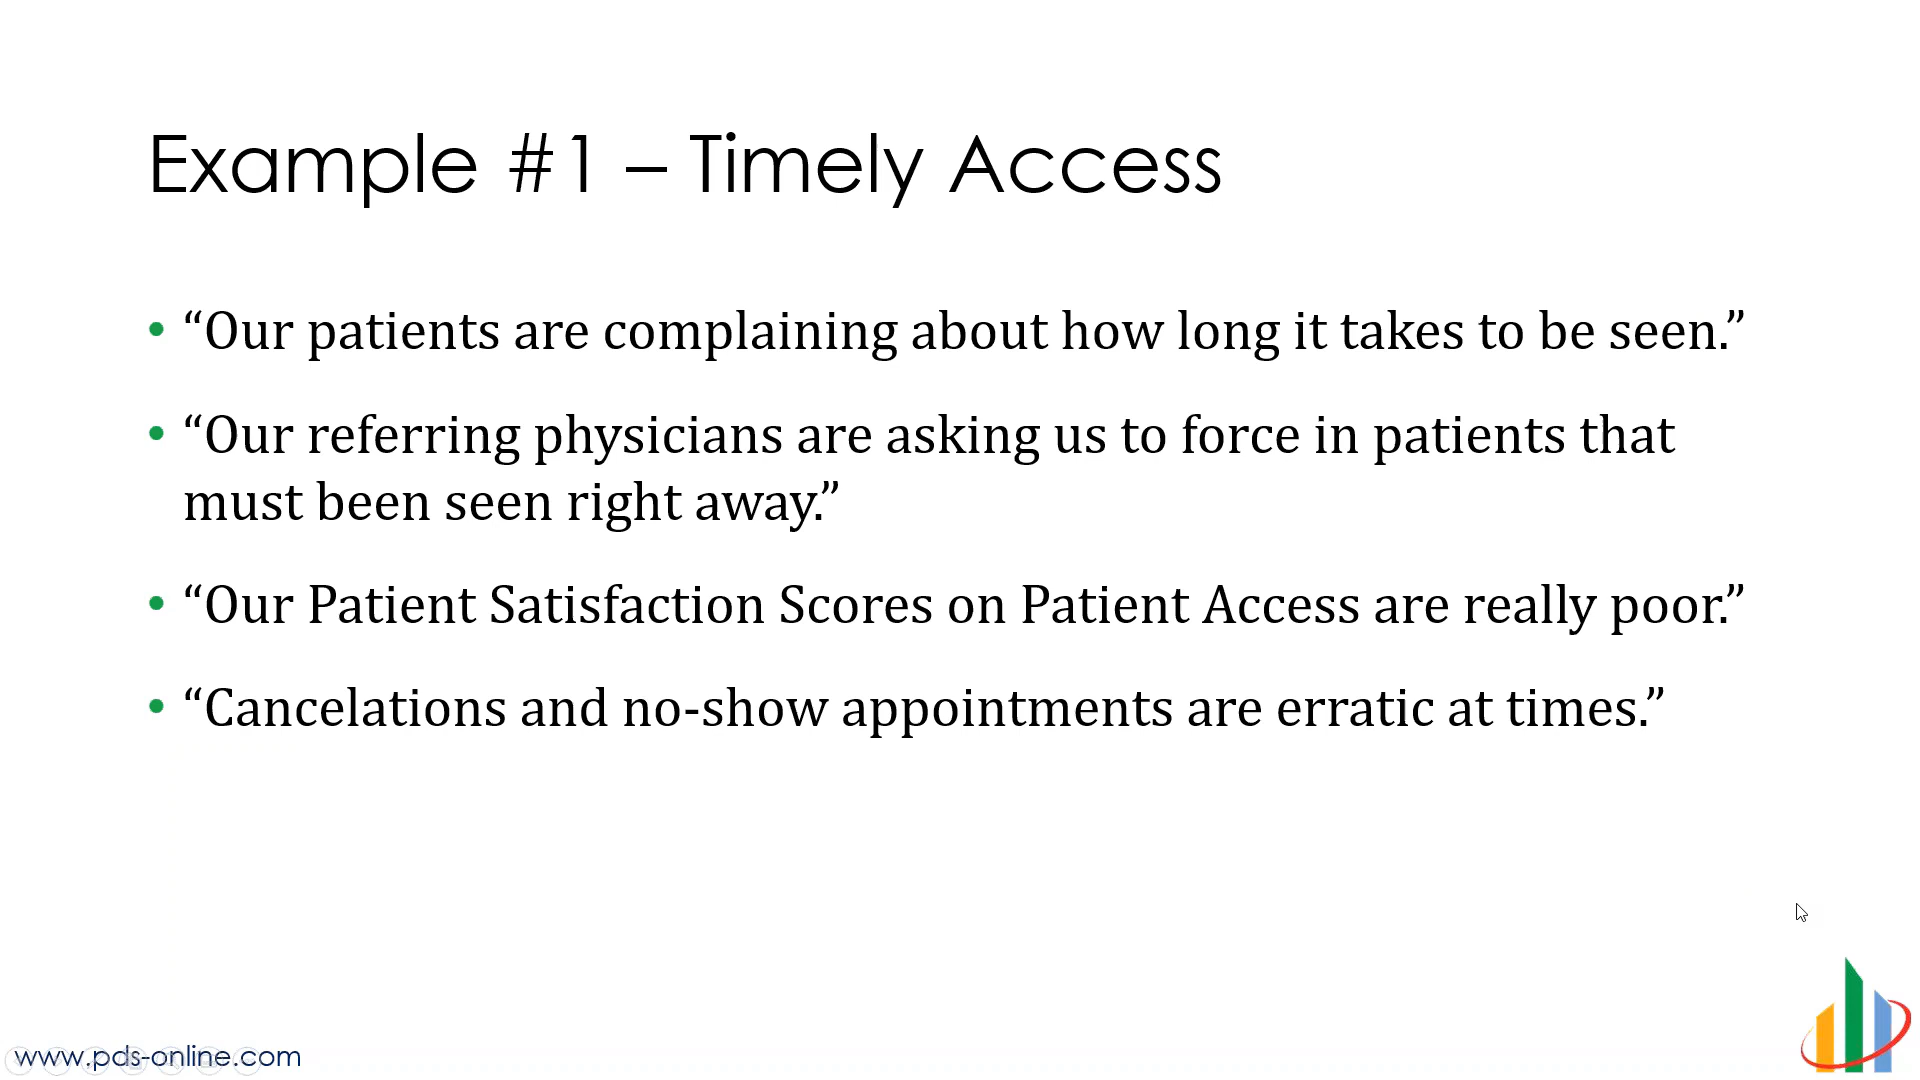 Example #1 – Timely Access
• “Our patients are complaining about how long it takes to be seen.”
• “Our referring physicians are asking us to force in patients that
must been seen right away.”
• “Our Patient Satisfaction Scores on Patient Access are really poor.”
• “Cancelations and no-show appointments are erratic at times.”
www.pds-online.com